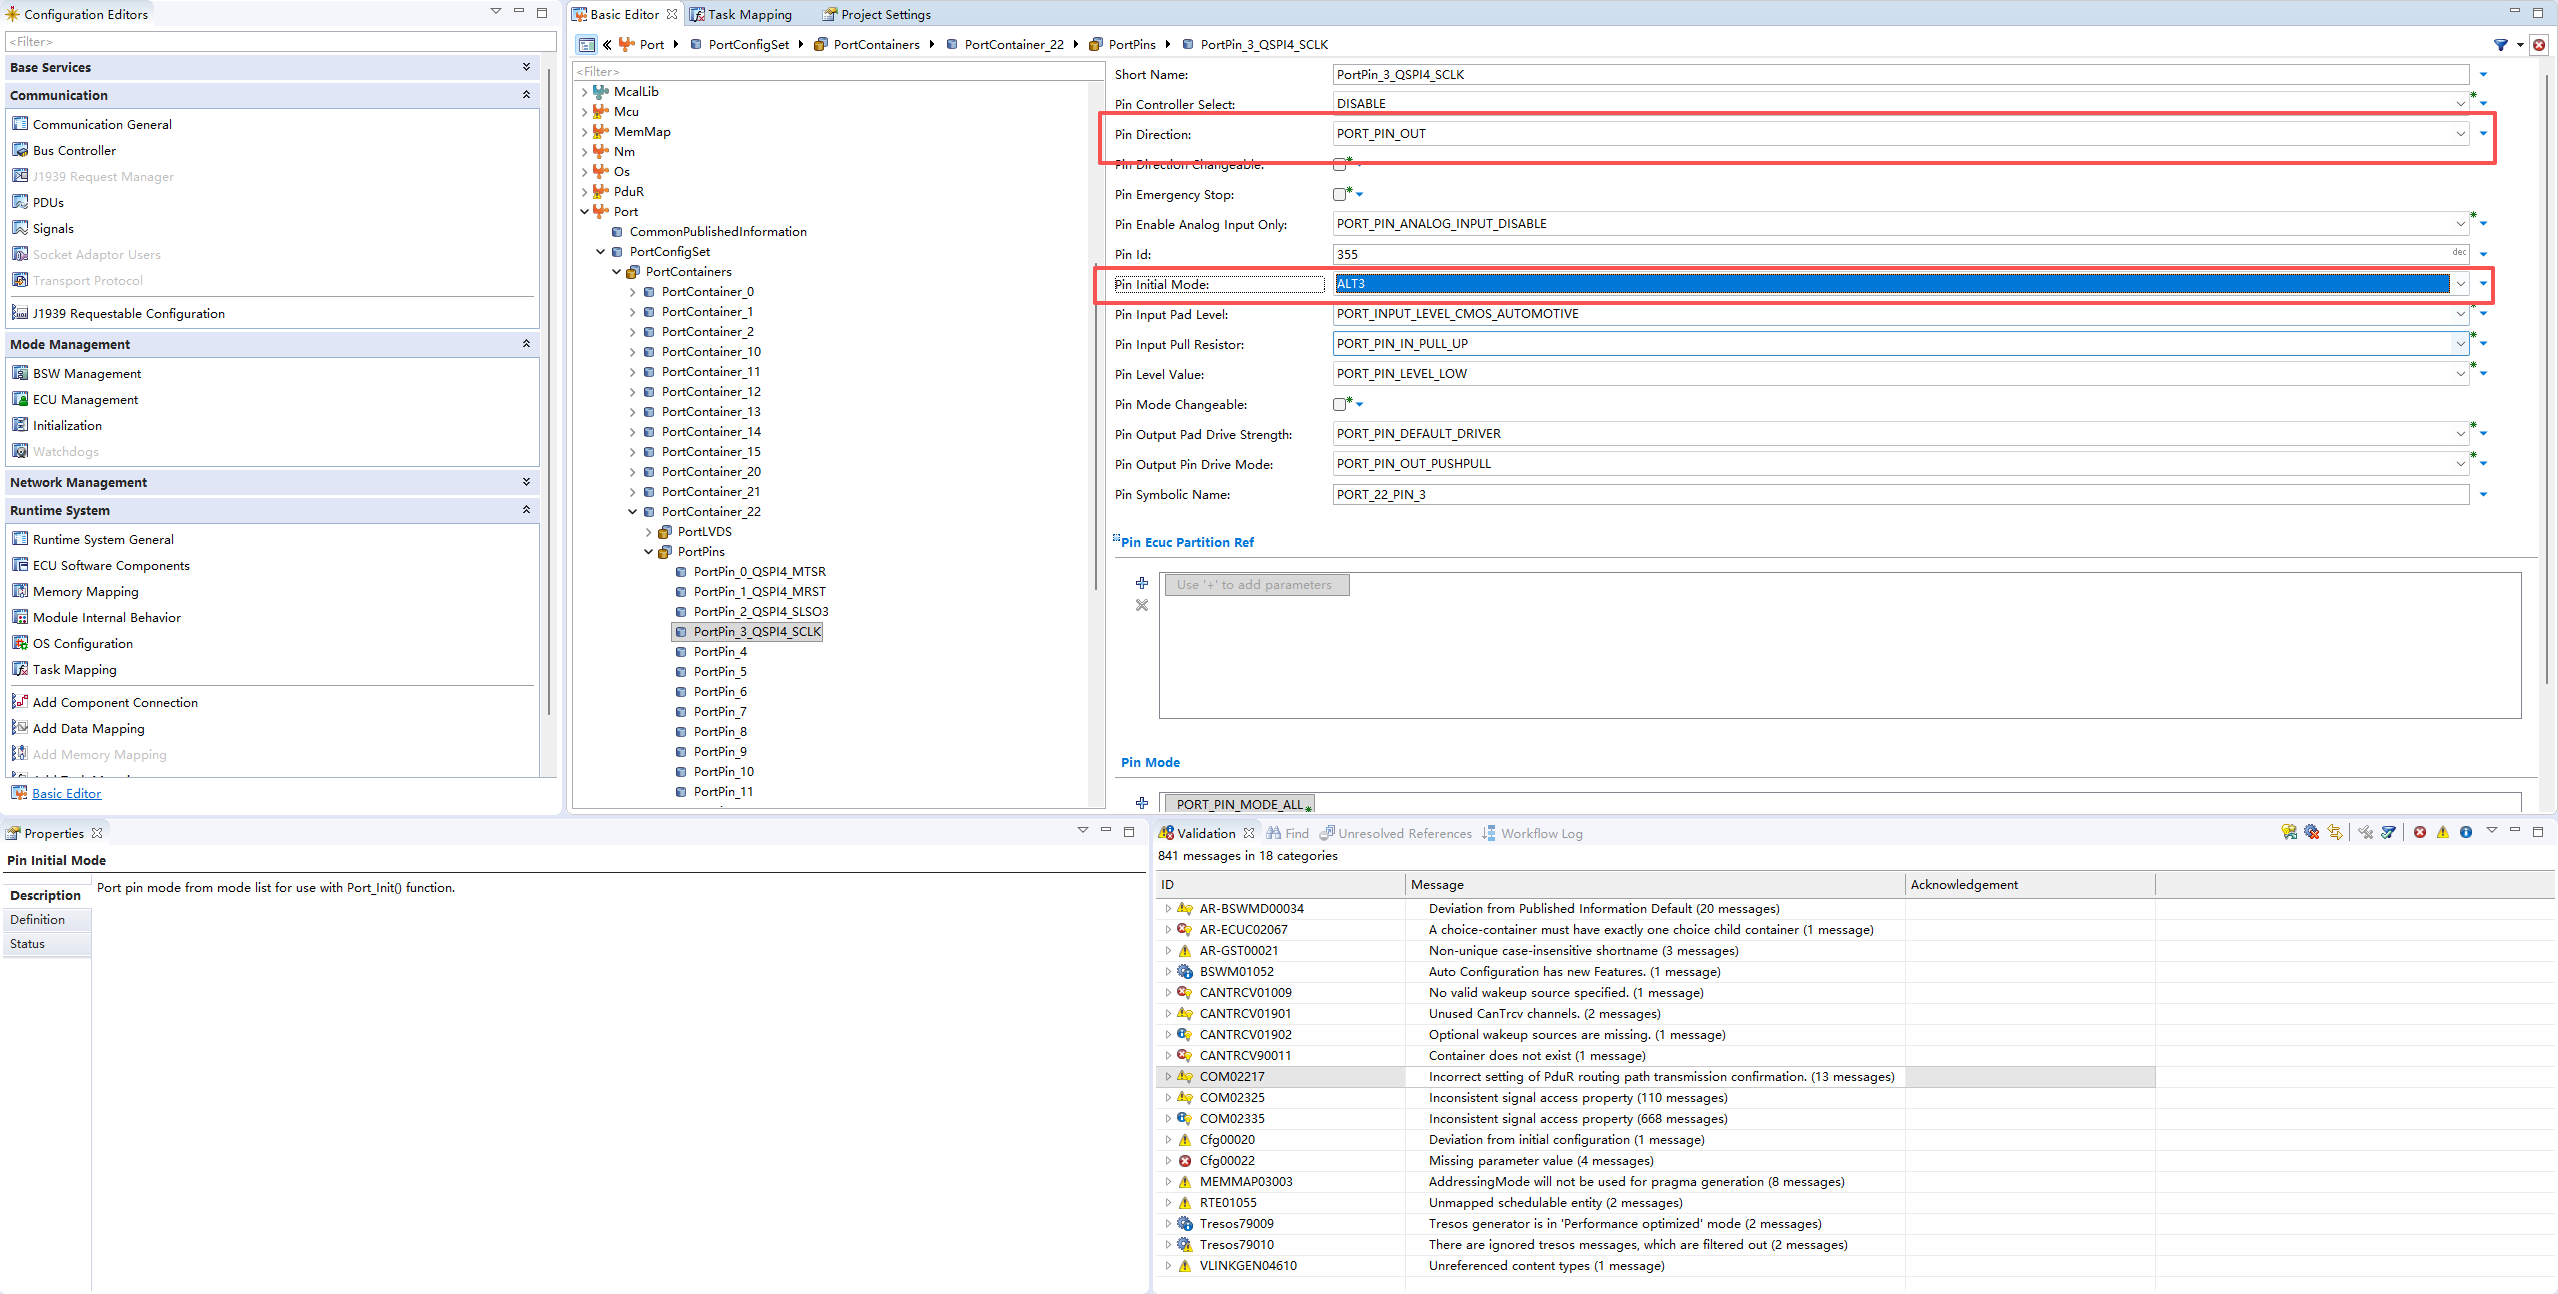 Configuration Editors
<Filter>
Base Services
Communication
Communication General
Bus Controller
J1939 Request Manager
PDUs
Signals
Socket Adaptor Users
Transport Protocol
J1939 Requestable Configuration
Mode Management
BSW Management
ECU Management
Initialization
Watchdogs
Network Management
Runtime System
Runtime System General
ECU Software Components
Memory Mapping
Module Internal Behavior
OS Configuration
Task Mapping
Add Component Connection
Add Data Mapping
Add Memory Mapping
Basic Editor
Basic Editor
Task Mapping
Project Settings
Port
PortConfigSet
PortContainers
PortContainer_22
PortPins
PortPin_3_QSPI4_SCLK
<Filter>
McalLib
Mcu
MemMap
Nm
Os
PduR
Port
CommonPublishedInformation
PortConfigSet
PortContainers
PortContainer_0
PortContainer_1
PortContainer_2
PortContainer_10
PortContainer_11
PortContainer_12
PortContainer_13
PortContainer_14
PortContainer_15
PortContainer_20
PortContainer_21
PortContainer_22
PortLVDS
PortPins
PortPin_0_QSPI4_MTSR
PortPin_1_QSPI4_MRST
PortPin_2_QSPI4_SLSO3
PortPin_3_QSPI4_SCLK
PortPin_4
PortPin_5
PortPin_6
PortPin_7
PortPin_8
PortPin_9
PortPin_10
PortPin_11
Short Name: PortPin_3_QSPI4_SCLK
Pin Controller Select: DISABLE
Pin Direction: PORT_PIN_OUT
Pin Direction Changeable:
Pin Emergency Stop:
Pin Enable Analog Input Only: PORT_PIN_ANALOG_INPUT_DISABLE
Pin Id: 355 dec
Pin Initial Mode: ALT3
Pin Input Pad Level: PORT_INPUT_LEVEL_CMOS_AUTOMOTIVE
Pin Input Pull Resistor: PORT_PIN_IN_PULL_UP
Pin Level Value: PORT_PIN_LEVEL_LOW
Pin Mode Changeable:
Pin Output Pad Drive Strength: PORT_PIN_DEFAULT_DRIVER
Pin Output Pin Drive Mode: PORT_PIN_OUT_PUSHPULL
Pin Symbolic Name: PORT_22_PIN_3
Pin Ecuc Partition Ref
Use '+' to add parameters
Pin Mode
PORT_PIN_MODE_ALL
Properties
Pin Initial Mode
Description
Definition
Status
Port pin mode from mode list for use with Port_Init() function.
Validation
Find
Unresolved References
Workflow Log
841 messages in 18 categories
ID Message Acknowledgement
AR-BSWMD00034 Deviation from Published Information Default (20 messages)
AR-ECUC02067 A choice-container must have exactly one choice child container (1 message)
AR-GST00021 Non-unique case-insensitive shortname (3 messages)
BSWM01052 Auto Configuration has new Features. (1 message)
CANTRCV01009 No valid wakeup source specified. (1 message)
CANTRCV01901 Unused CanTrcv channels. (2 messages)
CANTRCV01902 Optional wakeup sources are missing. (1 message)
CANTRCV90011 Container does not exist (1 message)
COM02217 Incorrect setting of PduR routing path transmission confirmation. (13 messages)
COM02325 Inconsistent signal access property (110 messages)
COM02335 Inconsistent signal access property (668 messages)
Cfg00020 Deviation from initial configuration (1 message)
Cfg00022 Missing parameter value (4 messages)
MEMMAP03003 AddressingMode will not be used for pragma generation (8 messages)
RTE01055 Unmapped schedulable entity (2 messages)
Tresos79009 Tresos generator is in 'Performance optimized' mode (2 messages)
Tresos79010 There are ignored tresos messages, which are filtered out (2 messages)
VLINKGEN04610 Unreferenced content types (1 message)